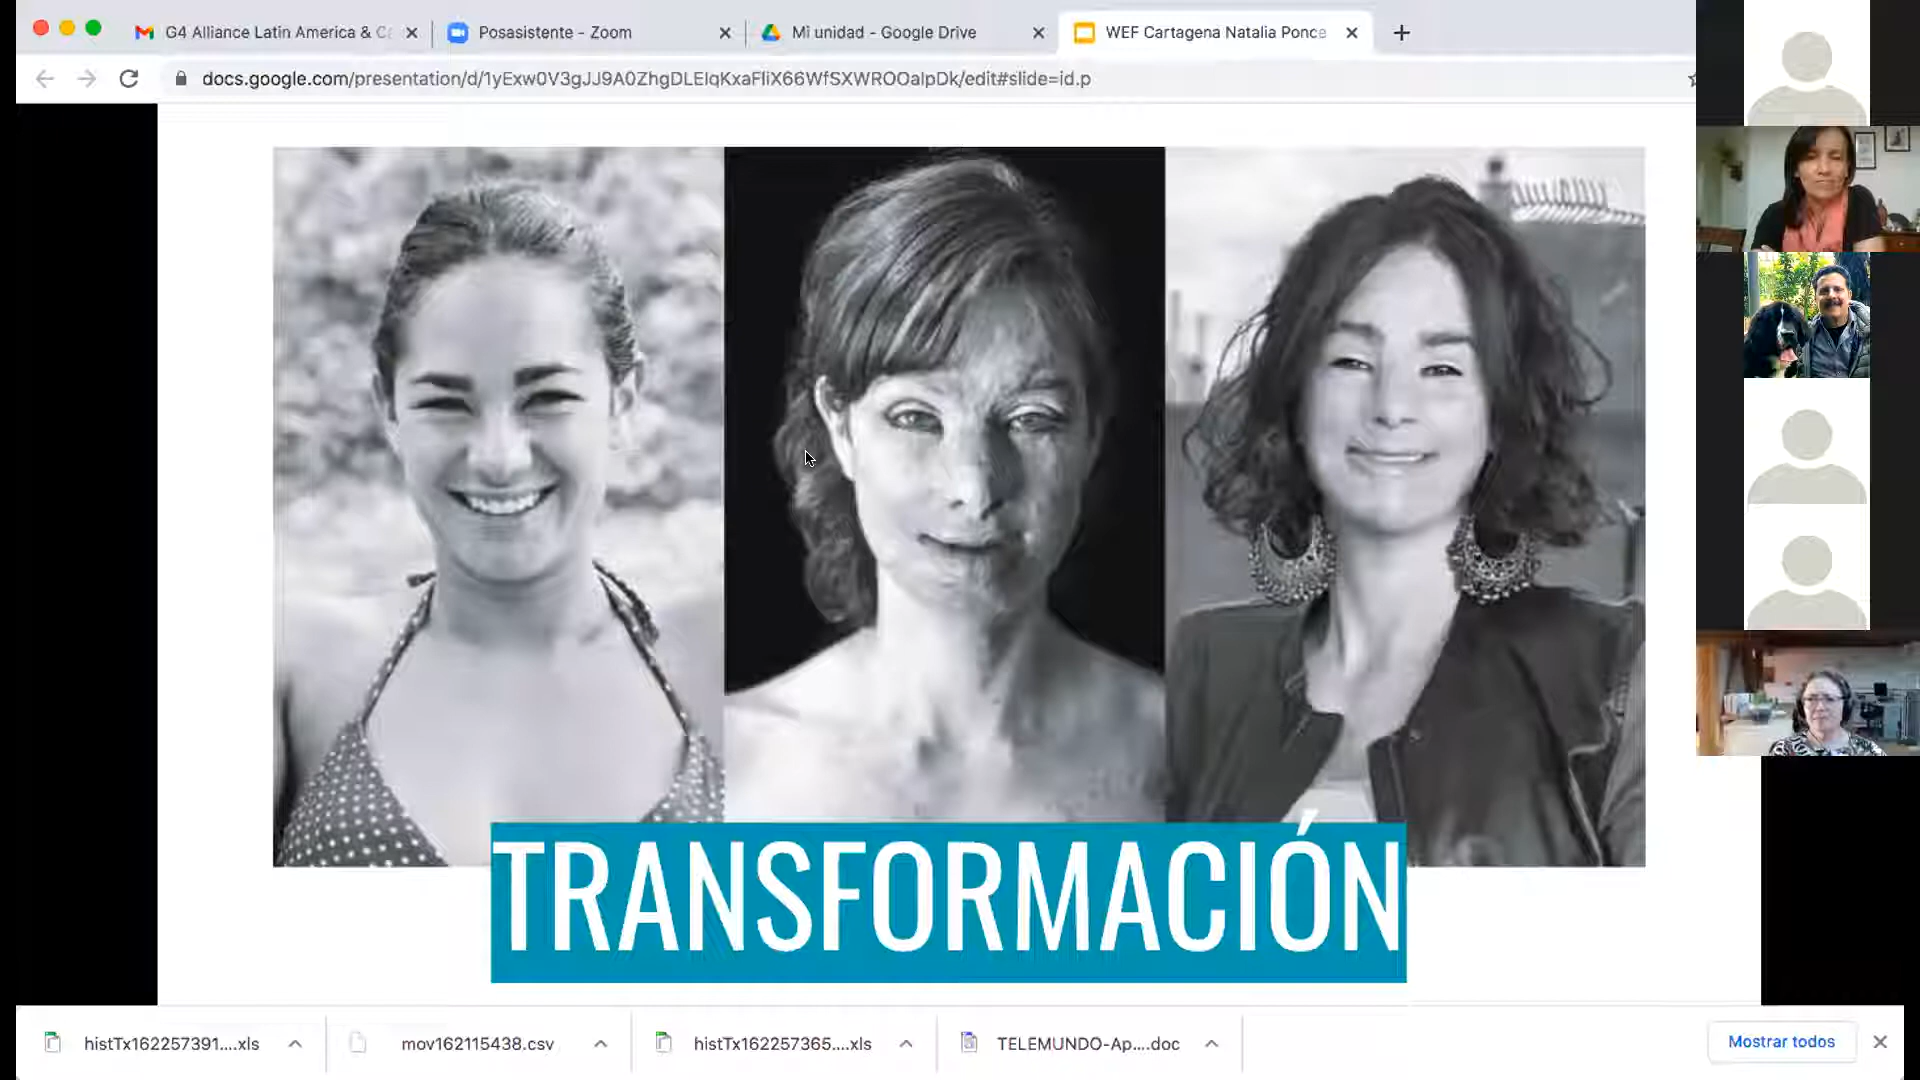 G4 Alliance Latin America & C
Posasistente - Zoom
Mi unidad - Google Drive
WEF Cartagena Natalia Ponce
docs.google.com/presentation/d/1yExw0V3gJJ9A0ZhgDLElqKxaFliX66WfSXWROOalpDk/edit#slide=id.p
TRANSFORMACIÓN
histTx162257391....xls
mov162115438.csv
histTx162257365....xls
TELEMUNDO-Ap....doc
Mostrar todos